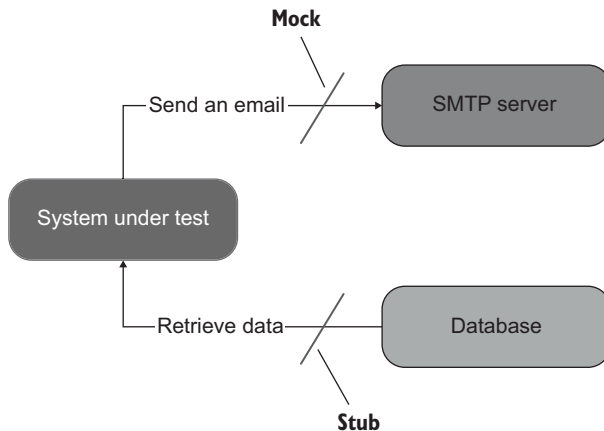 Mock
Send an email
SMTP server
System under test
Retrieve data
Database
Stub